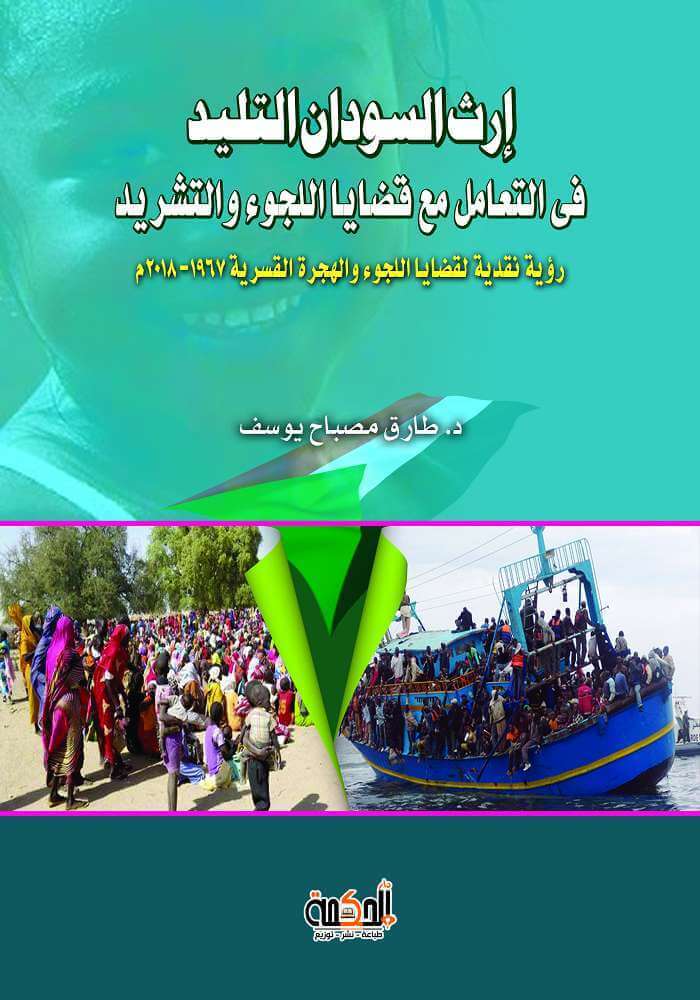 إرث السودان التليد
فى التعامل مع قضايا اللجوء والتشريد
رؤية نقدية لقضايا اللجوء والهجرة القسرية ١٩٦٧-٢٠١٨م
د. طارق مصباح يوسف
الحكمة
طباعة - نشر - توزيع